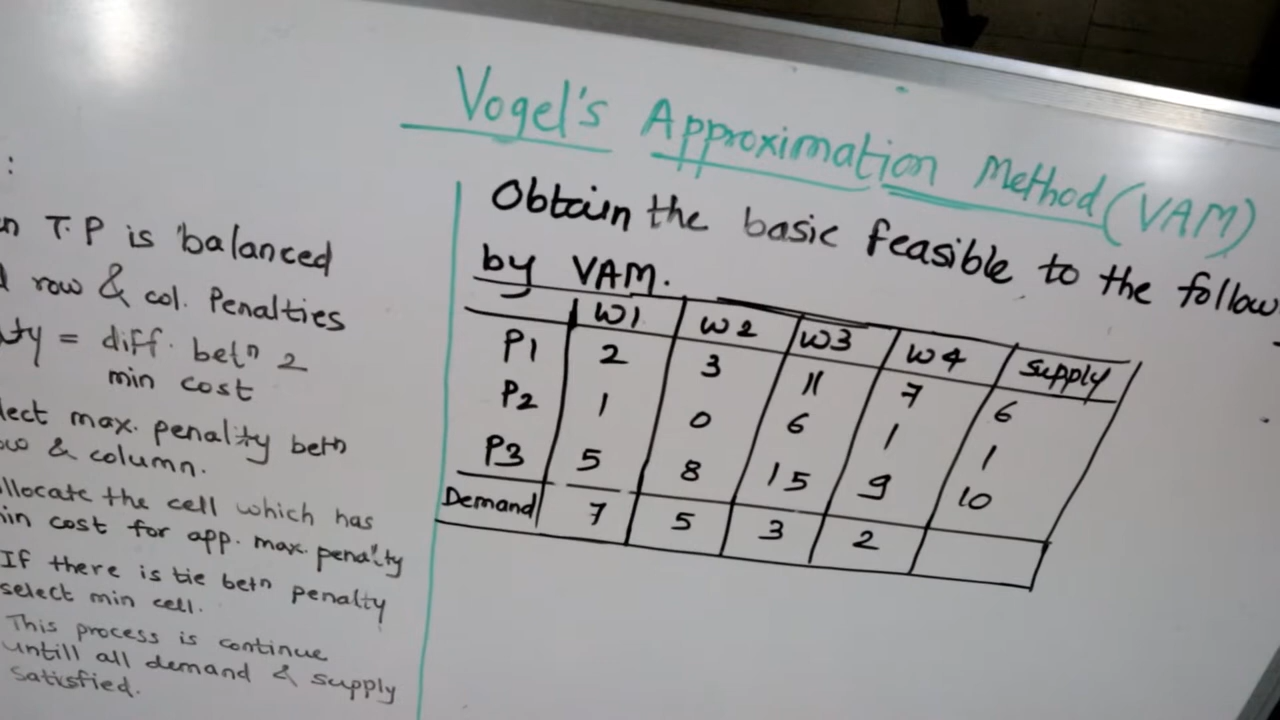 Vogel's Approximation Method (VAM)
:
T.P is balanced
row & col. Penalties
= diff. betn 2
min cost
max. penalty betn
& column.
the cell which has
cost for app. max. penalty
If there is tie betn penalty
select min cell.
This process is continue
untill all demand & supply
satisfied.
Obtain the basic feasible to the follow
by VAM.
W1 W2 W3 W4 Supply
P1 2 3 11 7 6
P2 1 0 6 1 1
P3 5 8 15 9 10
Demand 7 5 3 2